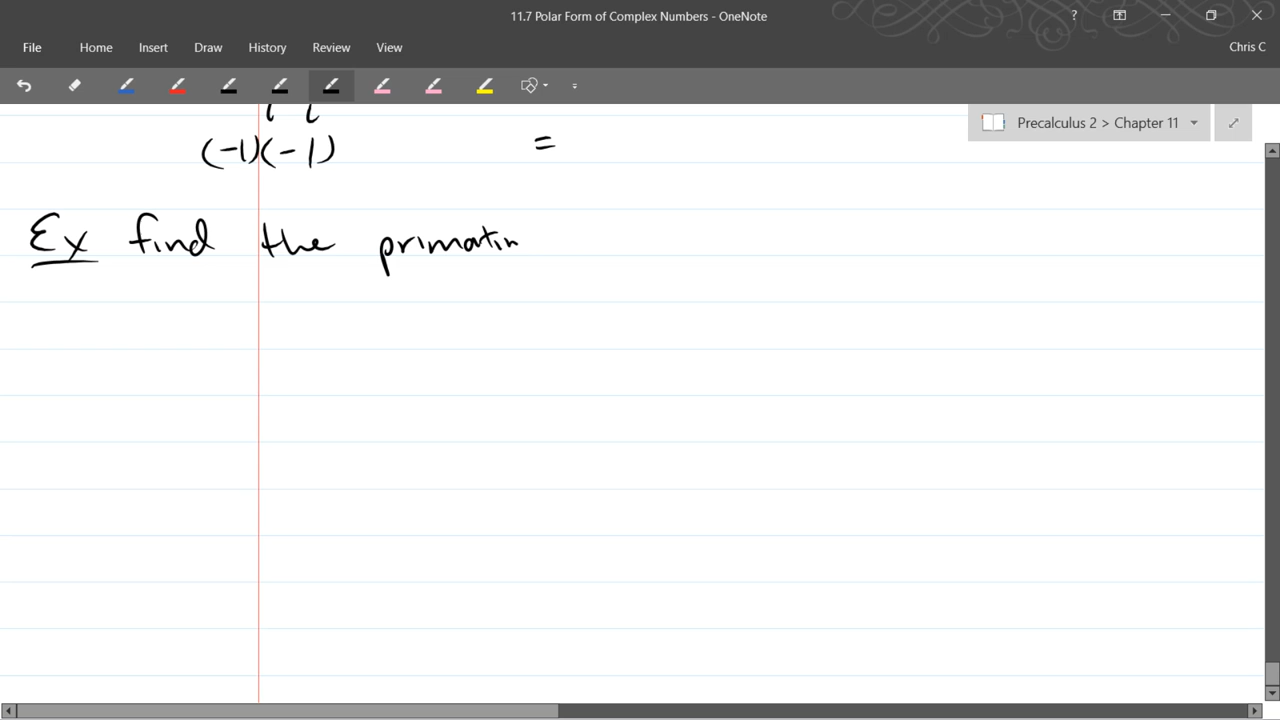 11.7 Polar Form of Complex Numbers - OneNote
?
File Home Insert Draw History Review View
Chris C
Precalculus 2 > Chapter 11
(-1)(-1) =
Ex find the primatin